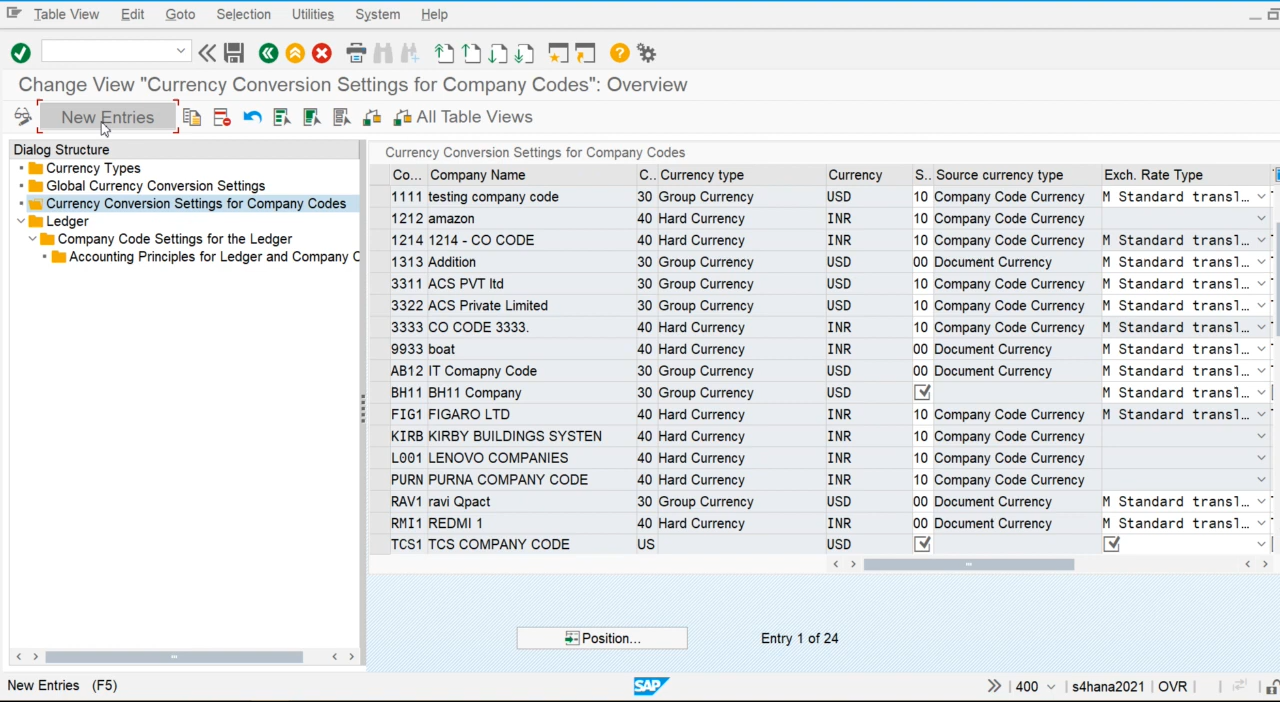 Table View Edit Goto Selection Utilities System Help
Change View "Currency Conversion Settings for Company Codes": Overview
New Entries All Table Views
Dialog Structure
Currency Types
Global Currency Conversion Settings
Currency Conversion Settings for Company Codes
Ledger
Company Code Settings for the Ledger
Accounting Principles for Ledger and Company C
Currency Conversion Settings for Company Codes
Co... Company Name C.. Currency type Currency S.. Source currency type Exch. Rate Type
1111 testing company code 30 Group Currency USD 10 Company Code Currency M Standard transl...
1212 amazon 40 Hard Currency INR 10 Company Code Currency
1214 1214 - CO CODE 40 Hard Currency INR 10 Company Code Currency M Standard transl...
1313 Addition 30 Group Currency USD 00 Document Currency M Standard transl...
3311 ACS PVT ltd 30 Group Currency USD 10 Company Code Currency M Standard transl...
3322 ACS Private Limited 30 Group Currency USD 10 Company Code Currency M Standard transl...
3333 CO CODE 3333. 40 Hard Currency INR 10 Company Code Currency M Standard transl...
9933 boat 40 Hard Currency INR 00 Document Currency M Standard transl...
AB12 IT Comapny Code 30 Group Currency USD 00 Document Currency M Standard transl...
BH11 BH11 Company 30 Group Currency USD M Standard transl...
FIG1 FIGARO LTD 40 Hard Currency INR 10 Company Code Currency M Standard transl...
KIRB KIRBY BUILDINGS SYSTEN 40 Hard Currency INR 10 Company Code Currency
L001 LENOVO COMPANIES 40 Hard Currency INR 10 Company Code Currency
PURN PURNA COMPANY CODE 40 Hard Currency INR 10 Company Code Currency
RAV1 ravi Qpact 30 Group Currency USD 00 Document Currency M Standard transl...
RMI1 REDMI 1 40 Hard Currency INR 00 Document Currency M Standard transl...
TCS1 TCS COMPANY CODE US USD
Position... Entry 1 of 24
New Entries (F5) SAP 400 s4hana2021 OVR